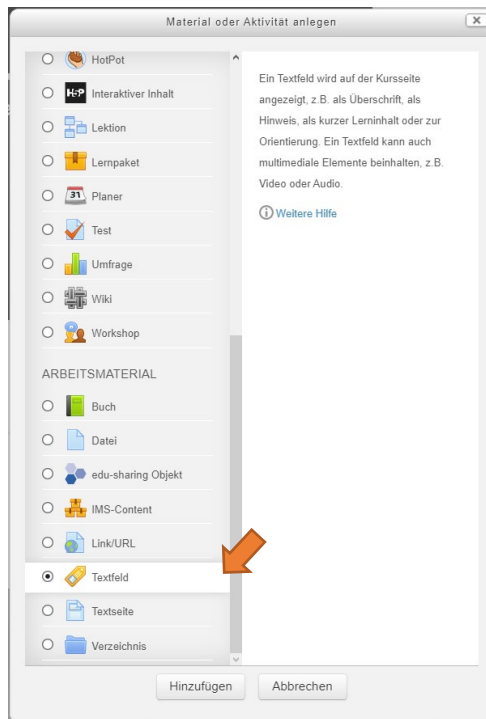 Material oder Aktivität anlegen
x
HotPot
H5P Interaktiver Inhalt
Lektion
Lernpaket
31 Planer
Test
Umfrage
Wiki
Workshop
ARBEITSMATERIAL
Buch
Datei
edu-sharing Objekt
IMS-Content
Link/URL
Textfeld
Textseite
Verzeichnis
Ein Textfeld wird auf der Kursseite
angezeigt, z.B. als Überschrift, als
Hinweis, als kurzer Lerninhalt oder zur
Orientierung. Ein Textfeld kann auch
multimediale Elemente beinhalten, z.B.
Video oder Audio.
i Weitere Hilfe
Hinzufügen
Abbrechen